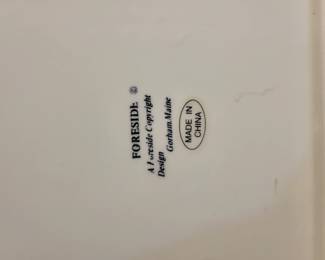 FORESIDE ©
A Foreside Copyright
Design
Gorham, Maine
MADE IN
CHINA